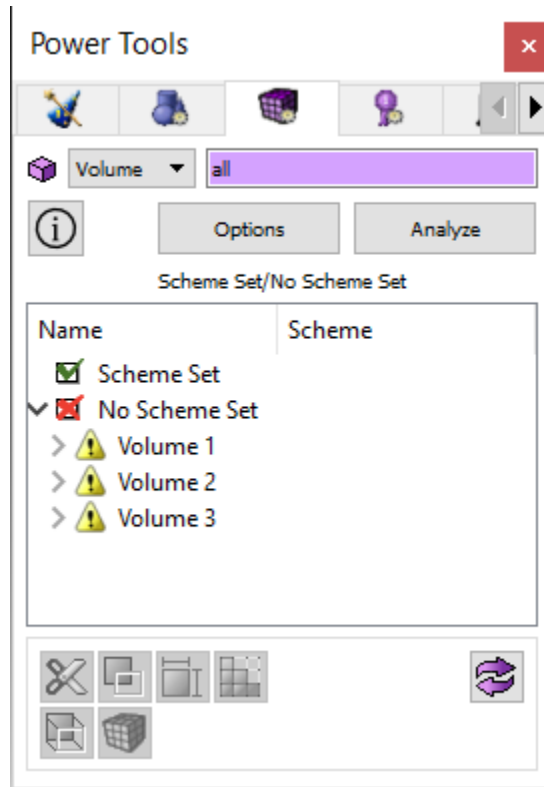 Power Tools
Volume all
Options Analyze
Scheme Set/No Scheme Set
Name Scheme
Scheme Set
No Scheme Set
Volume 1
Volume 2
Volume 3